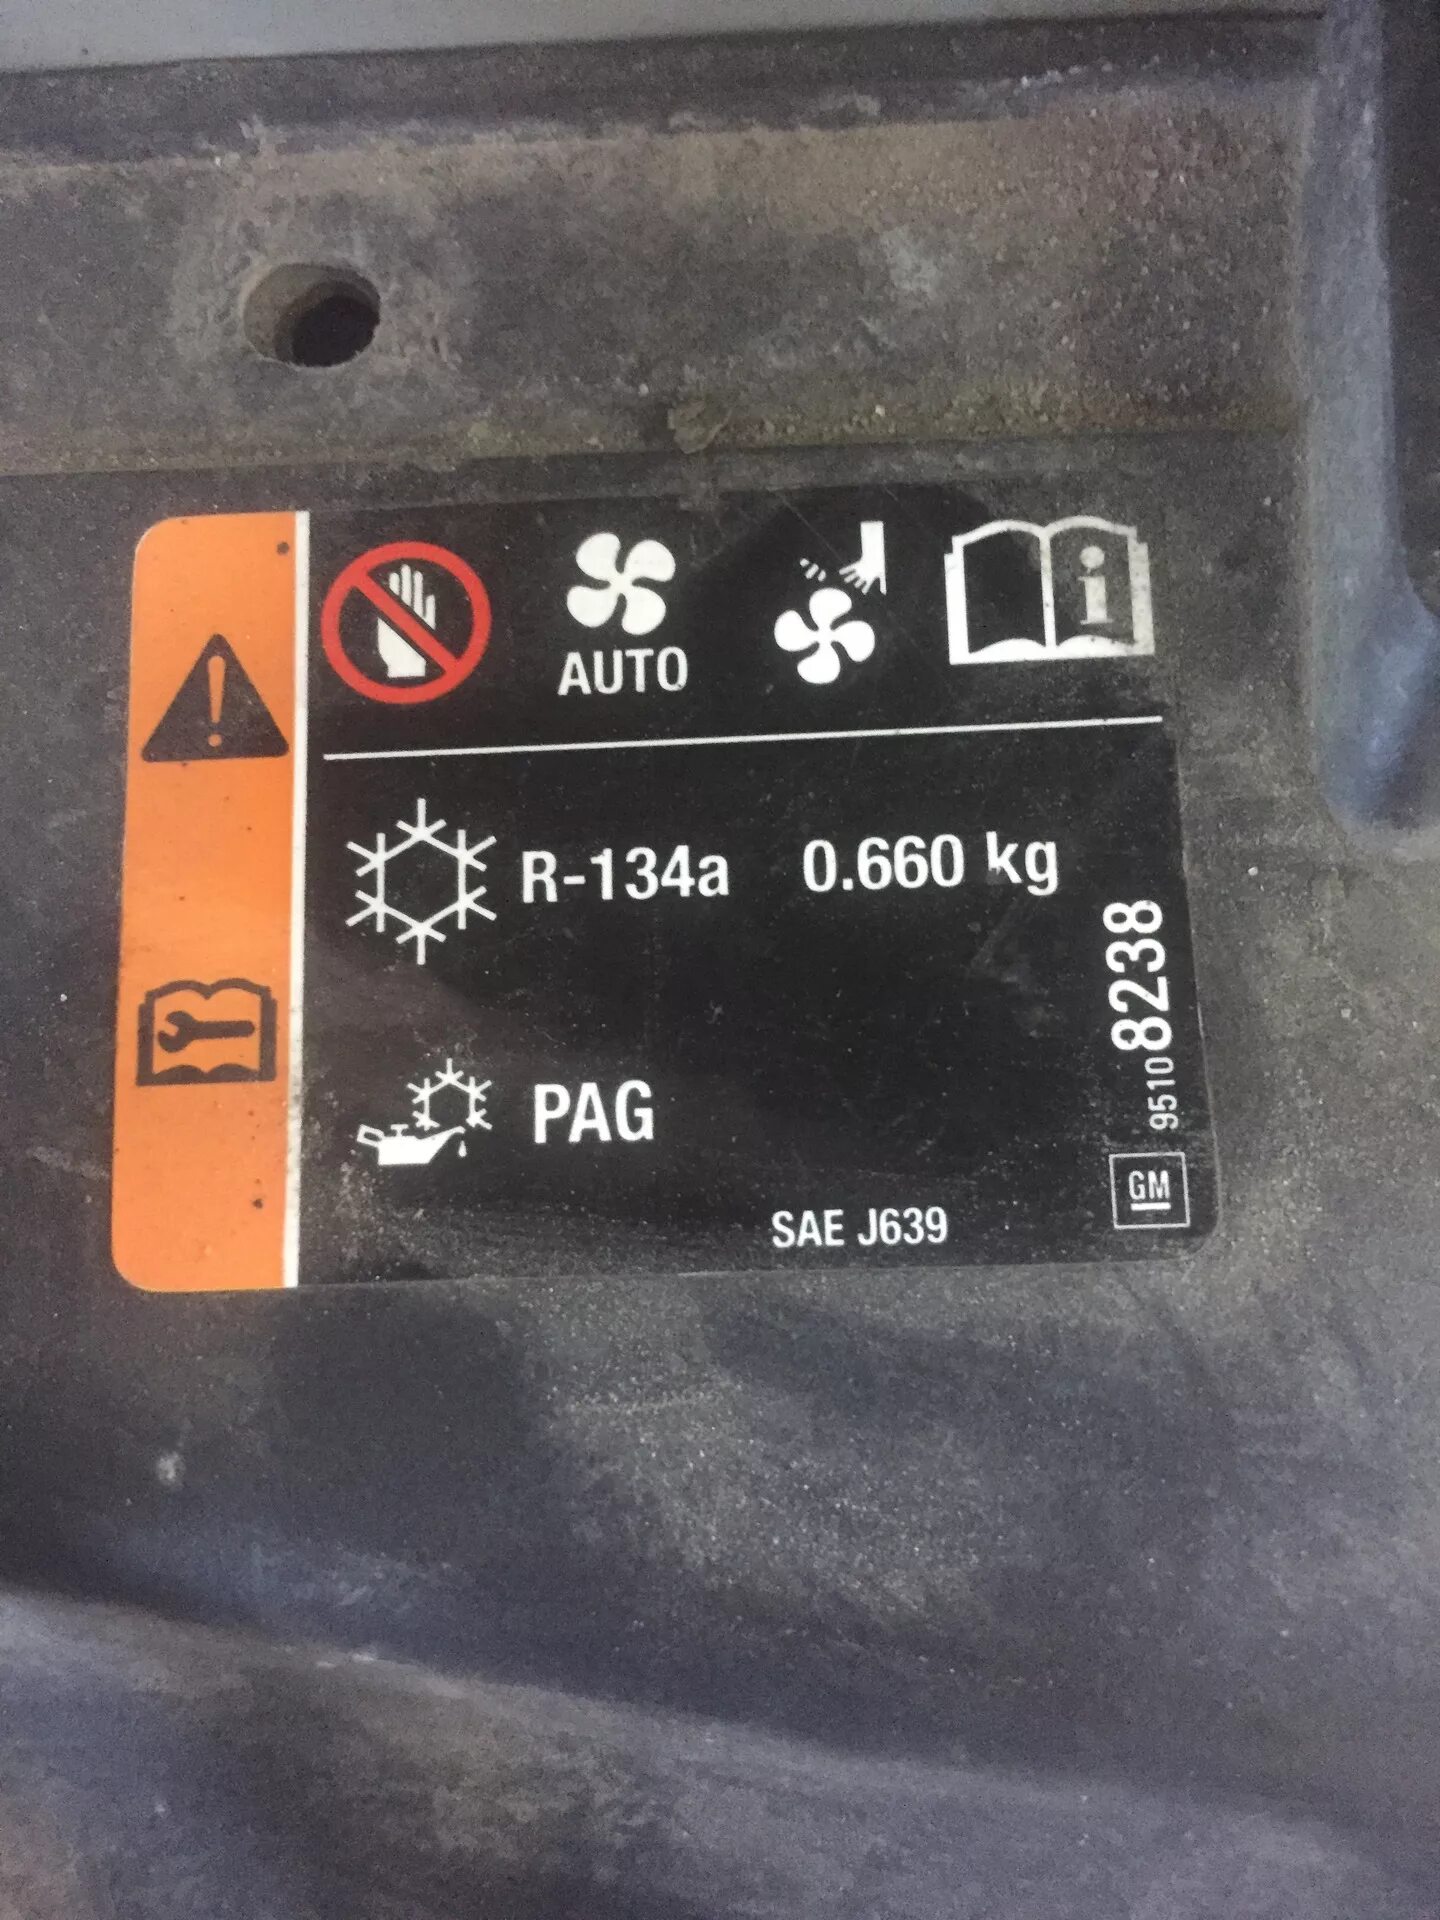 AUTO
i
R-134a 0.660 kg
PAG
SAE J639
95108238
GM